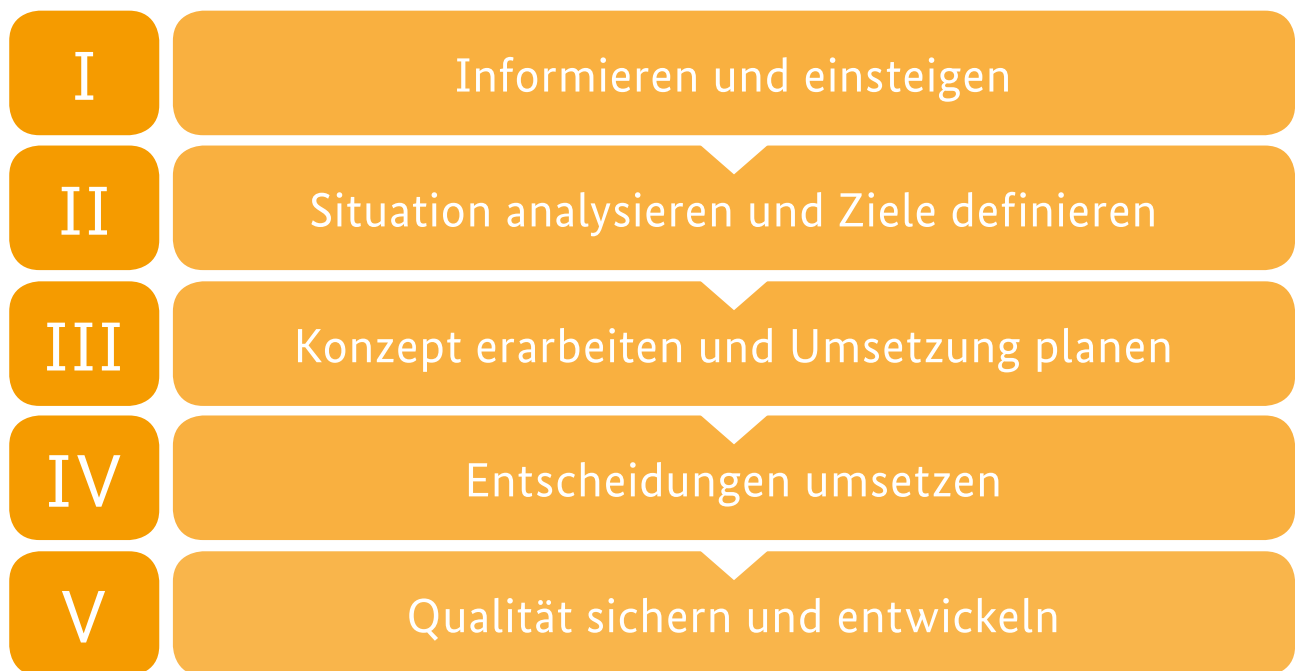 I
Informieren und einsteigen
II
Situation analysieren und Ziele definieren
III
Konzept erarbeiten und Umsetzung planen
IV
Entscheidungen umsetzen
V
Qualität sichern und entwickeln